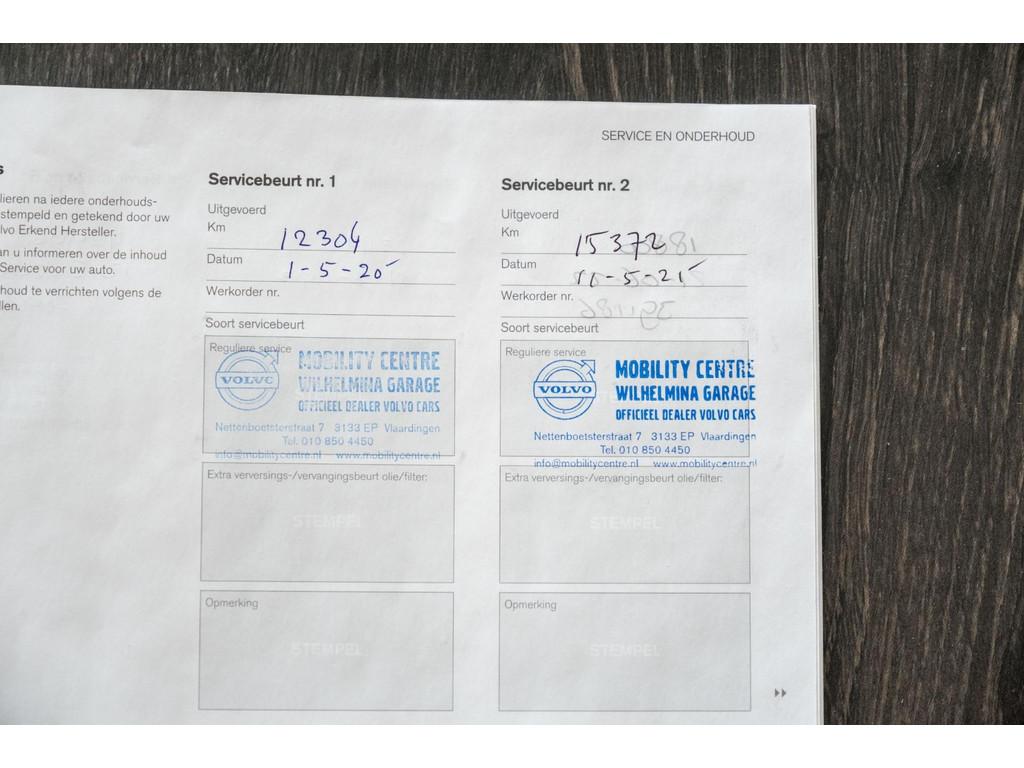 SERVICE EN ONDERHOUD
s
lieren na iedere onderhouds-
stempeld en getekend door uw
lvo Erkend Hersteller.
an u informeren over de inhoud
Service voor uw auto.
houd te verrichten volgens de
llen.
Servicebeurt nr. 1
Uitgevoerd
Km 12304
Datum 1-5-20
Werkorder nr.
Soort servicebeurt
Reguliere service
VOLVO
MOBILITY CENTRE
WILHELMINA GARAGE
OFFICIEEL DEALER VOLVO CARS
Nettenboetsterstraat 7 3133 EP Vlaardingen
Tel. 010 850 4450
info@mobilitycentre.nl www.mobilitycentre.nl
Extra verversings-/vervangingsbeurt olie/filter:
STEMPEL
Opmerking
STEMPEL
Servicebeurt nr. 2
Uitgevoerd
Km 15372
Datum 11-5-21
Werkorder nr.
Soort servicebeurt
Reguliere service
VOLVO
MOBILITY CENTRE
WILHELMINA GARAGE
OFFICIEEL DEALER VOLVO CARS
Nettenboetsterstraat 7 3133 EP Vlaardingen
Tel. 010 850 4450
info@mobilitycentre.nl www.mobilitycentre.nl
Extra verversings-/vervangingsbeurt olie/filter:
STEMPEL
Opmerking
STEMPEL